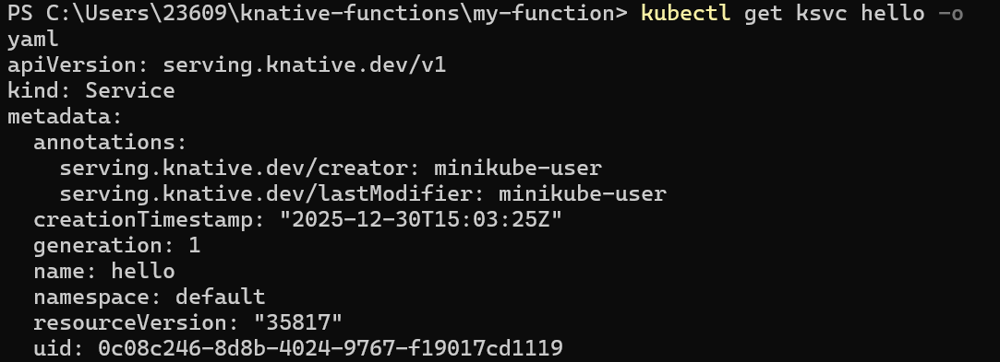 PS C:\Users\23609\knative-functions\my-function> kubectl get ksvc hello -o
yaml
apiVersion: serving.knative.dev/v1
kind: Service
metadata:
  annotations:
    serving.knative.dev/creator: minikube-user
    serving.knative.dev/lastModifier: minikube-user
  creationTimestamp: "2025-12-30T15:03:25Z"
  generation: 1
  name: hello
  namespace: default
  resourceVersion: "35817"
  uid: 0c08c246-8d8b-4024-9767-f19017cd1119